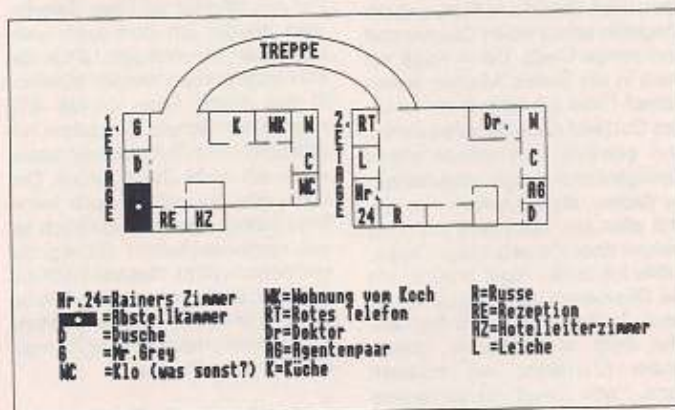 TREPPE
1. ETAGE
G
K
WK
W
D
C
WC
RE
HZ
2. ETAGE
RT
Dr.
W
L
C
Nr.
24
R
AG
D
Nr.24=Rainers Zimmer
=Abstellkammer
D =Dusche
G =Mr.Grey
WC =Klo (was sonst?)
WK=Wohnung vom Koch
RT=Rotes Telefon
Dr=Doktor
AG=Agentenpaar
K=Küche
R=Russe
RE=Rezeption
HZ=Hotelleiterzimmer
L =Leiche